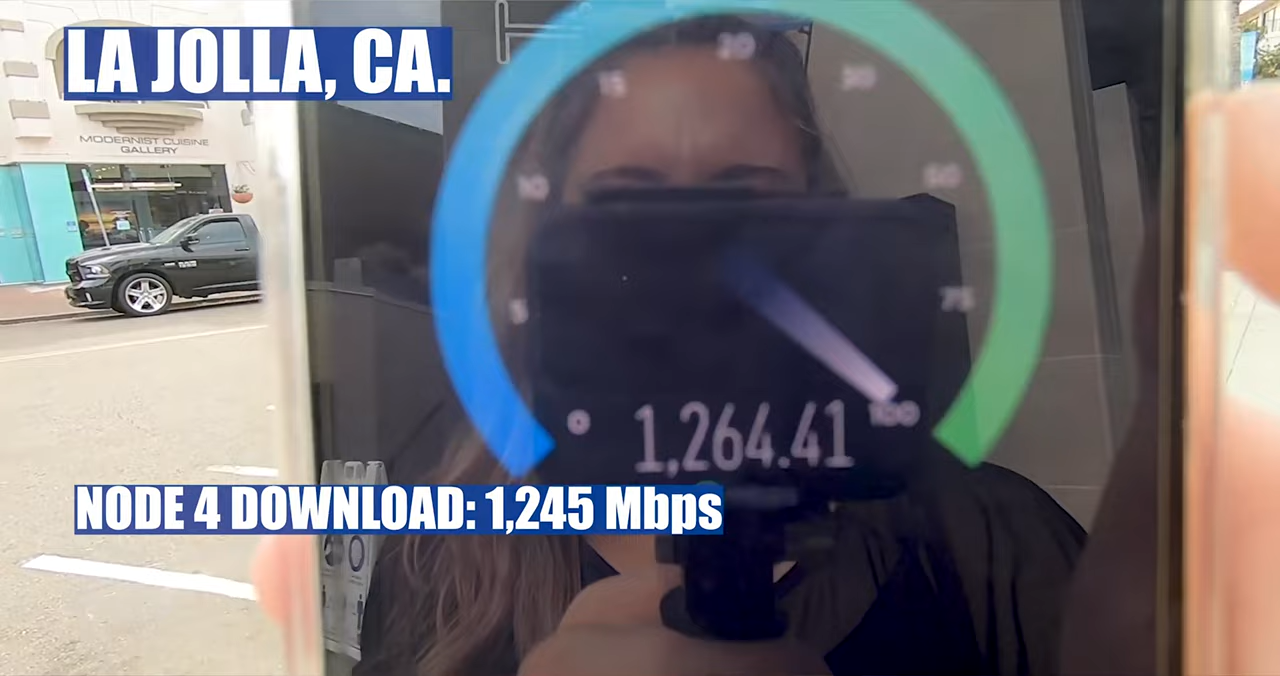 LA JOLLA, CA.
MODERNIST CUISINE
GALLERY
20
15
30
10
50
5
75
0
100
1,264.41
NODE 4 DOWNLOAD: 1,245 Mbps